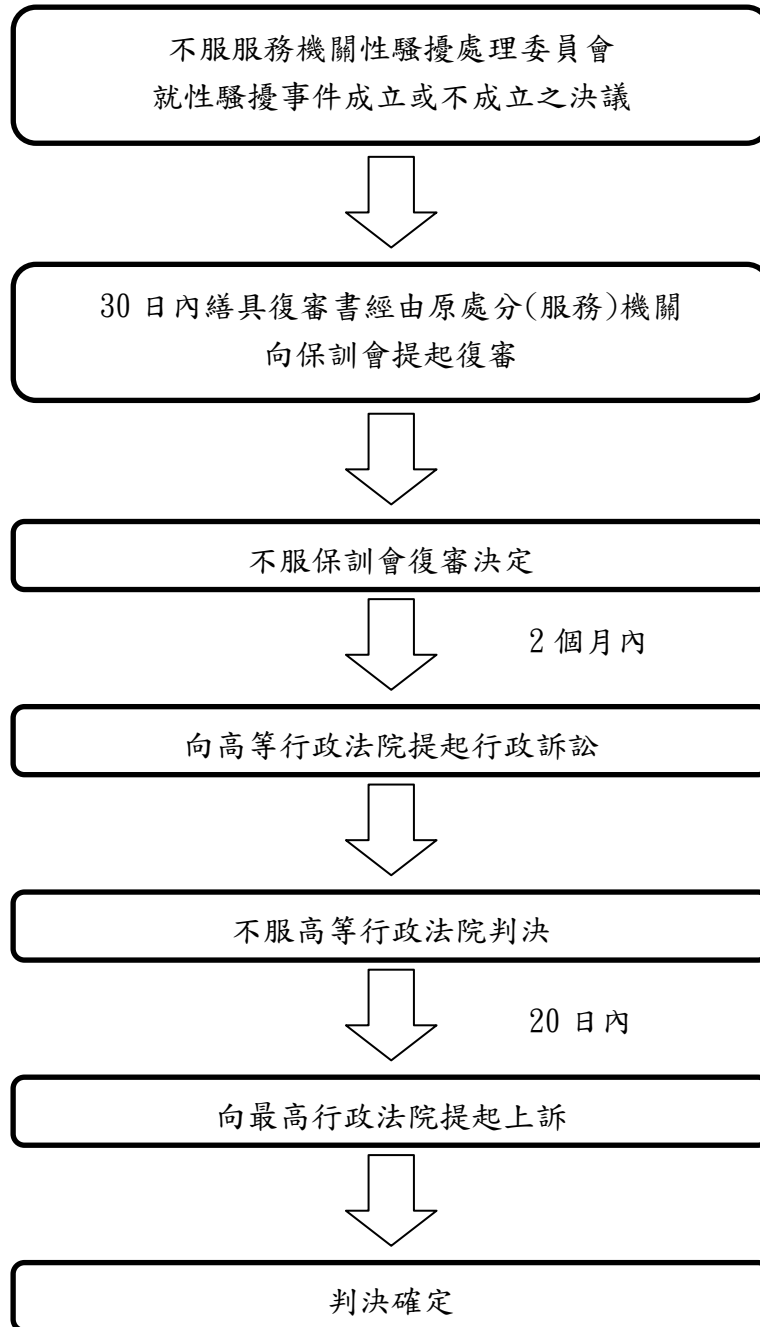 不服服務機關性騷擾處理委員會
就性騷擾事件成立或不成立之決議
30 日內繕具復審書經由原處分(服務)機關
向保訓會提起復審
不服保訓會復審決定
2 個月內
向高等行政法院提起行政訴訟
不服高等行政法院判決
20 日內
向最高行政法院提起上訴
判決確定